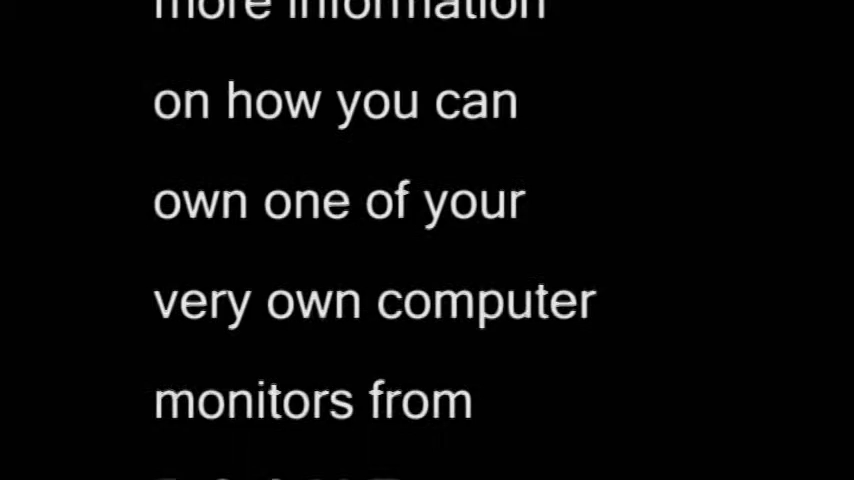 more information
on how you can
own one of your
very own computer
monitors from